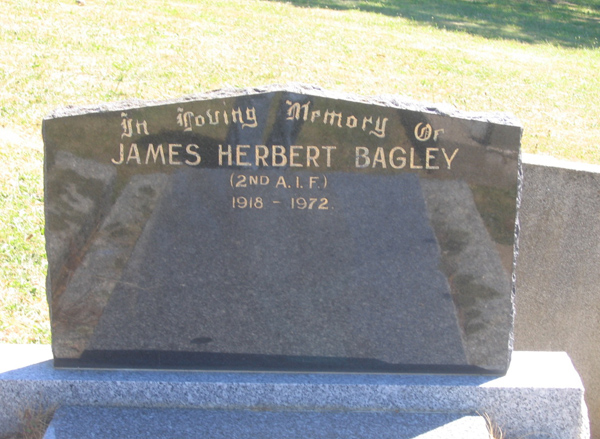 In Loving Memory Of
JAMES HERBERT BAGLEY
(2ND A.I.F.)
1918 - 1972.